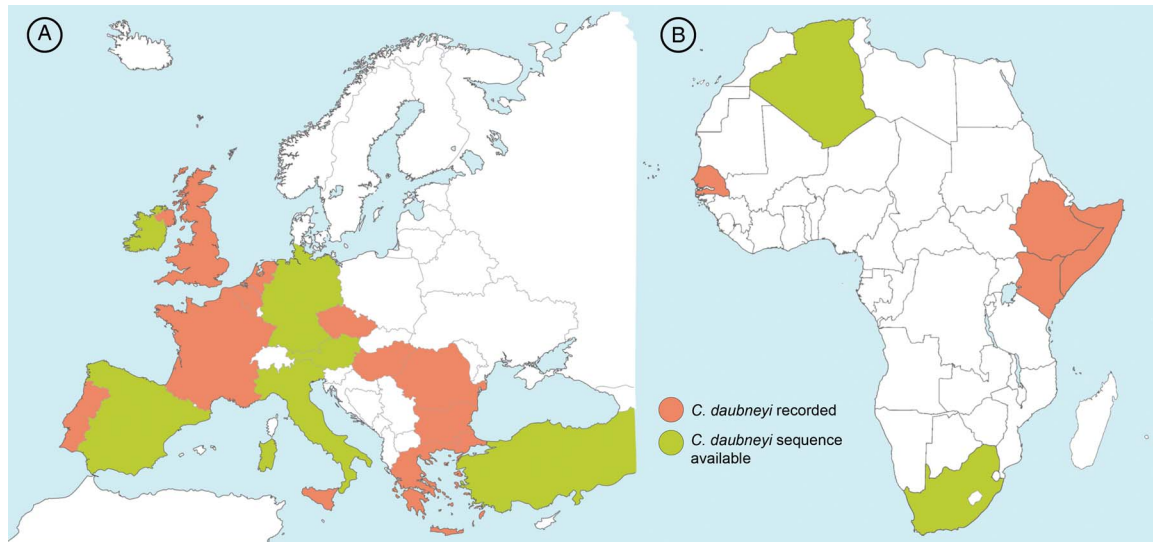 A
B
C. daubneyi recorded
C. daubneyi sequence
available